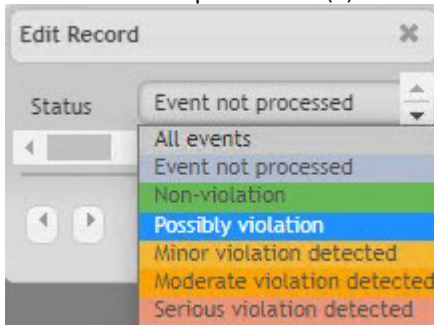 Edit Record
Status
Event not processed
All events
Event not processed
Non-violation
Possibly violation
Minor violation detected
Moderate violation detected
Serious violation detected